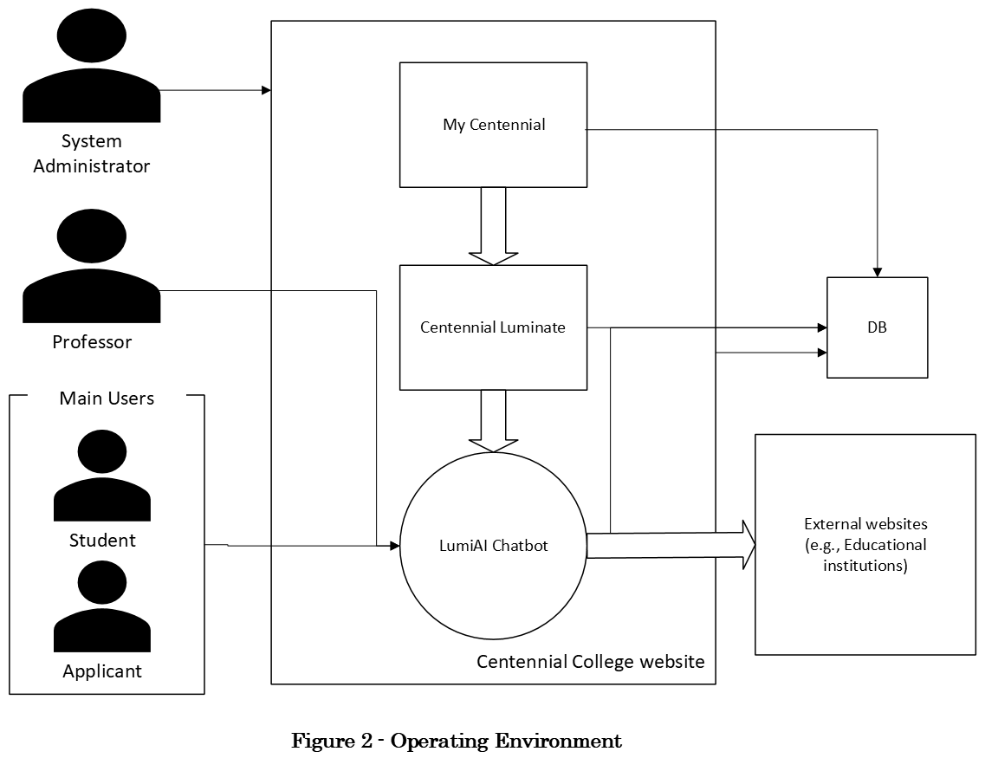 System
Administrator
Professor
Main Users
Student
Applicant
My Centennial
Centennial Luminate
LumiAI Chatbot
Centennial College website
DB
External websites
(e.g., Educational
institutions)
Figure 2 - Operating Environment